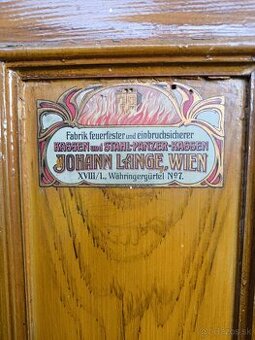 Fabrik feuerfester und einbruchsicherer
KASSEN und STAHL-PANZER-KASSEN
JOHANN LANGE, WIEN
XVIII/1., Währingergürtel No 7.